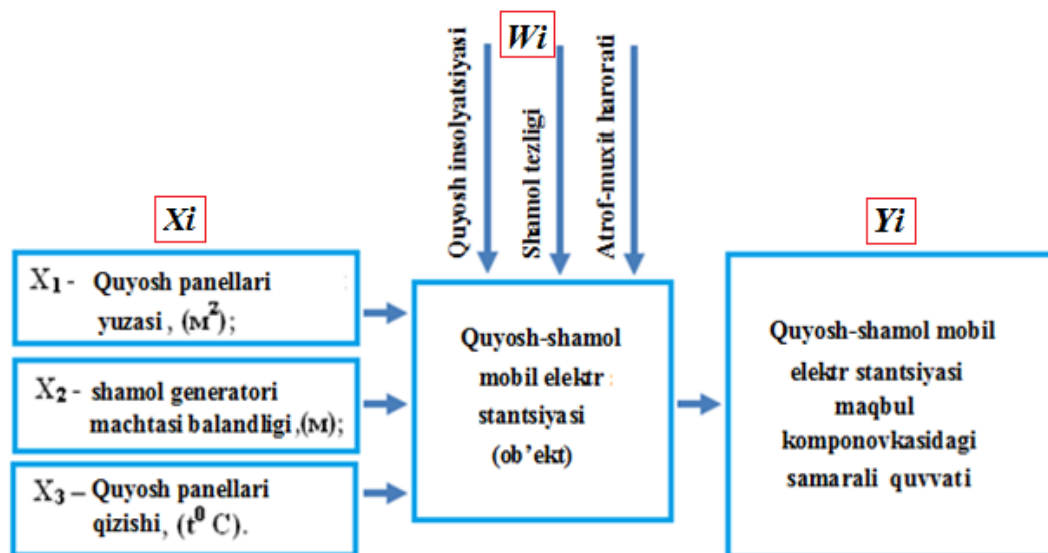 Wi
Quyosh insolyatsiyasi
Shamol tezligi
Atrof-muxit harorati
Xi
X₁ - Quyosh panellari
yuzasi , (м²);
X₂ - shamol generatori
machtasi balandligi ,(м);
X₃ – Quyosh panellari
qizishi, (t⁰ C).
Quyosh-shamol
mobil elektr
stantsiyasi
(ob’ekt)
Yi
Quyosh-shamol mobil
elektr stantsiyasi
maqbul
komponovkasidagi
samarali quvvati